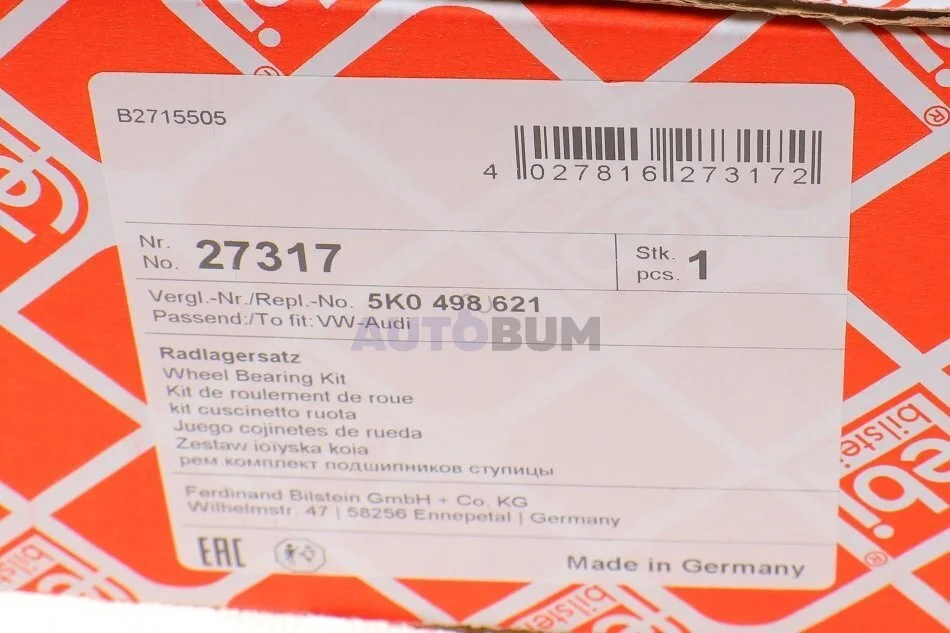 B2715505
4 027816 273172
Nr.
No. 27317
Stk.
pcs. 1
Vergl.-Nr./Repl.-No. 5K0 498 621
Passend:/To fit: VW-Audi
AUTOBUM
Radlagersatz
Wheel Bearing Kit
Kit de roulement de roue
kit cuscinetto ruota
Juego cojinetes de rueda
Zestaw łożyska koła
рем.комплект подшипников ступицы
Ferdinand Bilstein GmbH + Co. KG
Wilhelmstr. 47 | 58256 Ennepetal | Germany
EAC
Made in Germany
febi
bilstein
bilstein